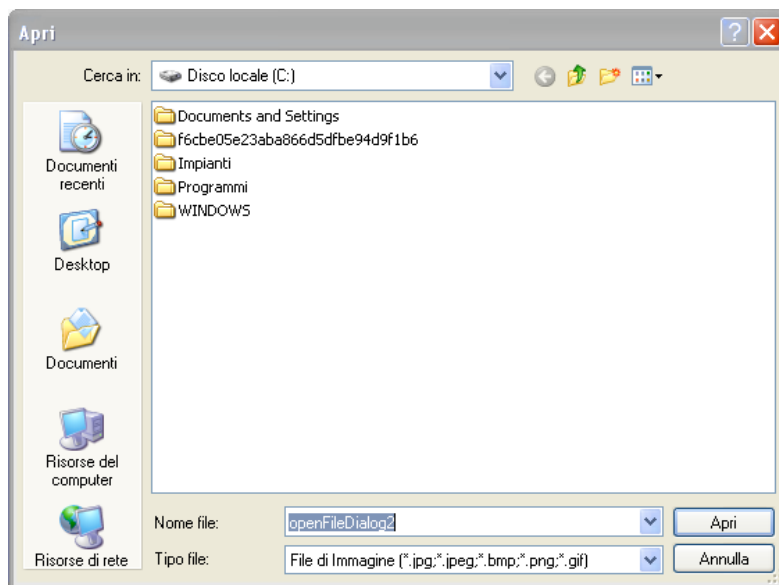 Apri
Cerca in: Disco locale (C:)
Documenti recenti
Desktop
Documenti
Risorse del computer
Risorse di rete
Documents and Settings
f6cbe05e23aba866d5dfbe94d9f1b6
Impianti
Programmi
WINDOWS
Nome file: openFileDialog2 Apri
Tipo file: File di Immagine (*.jpg;*.jpeg;*.bmp;*.png;*.gif) Annulla